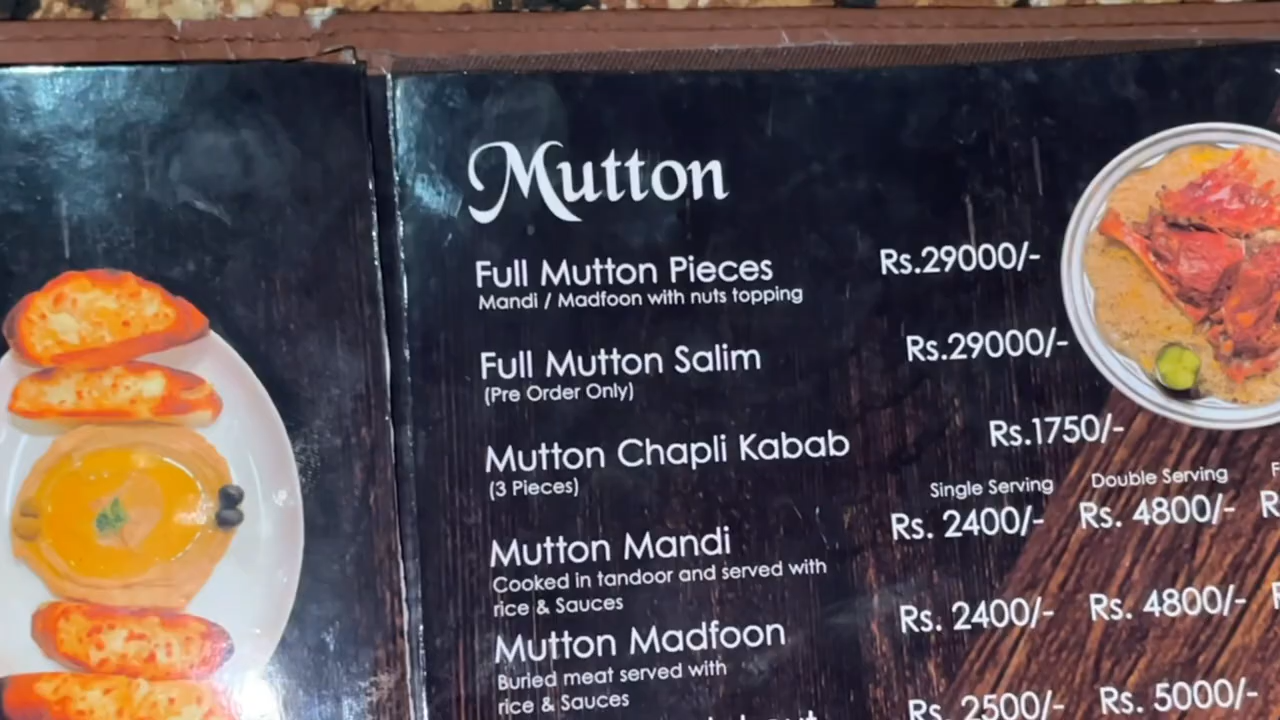 Mutton
Full Mutton Pieces Rs.29000/-
Mandi / Madfoon with nuts topping
Full Mutton Salim Rs.29000/-
(Pre Order Only)
Mutton Chapli Kabab Rs.1750/-
(3 Pieces)
Single Serving Double Serving
Mutton Mandi Rs. 2400/- Rs. 4800/-
Cooked in tandoor and served with
rice & Sauces
Mutton Madfoon Rs. 2400/- Rs. 4800/-
Buried meat served with
rice & Sauces
Rs. 2500/- Rs. 5000/-